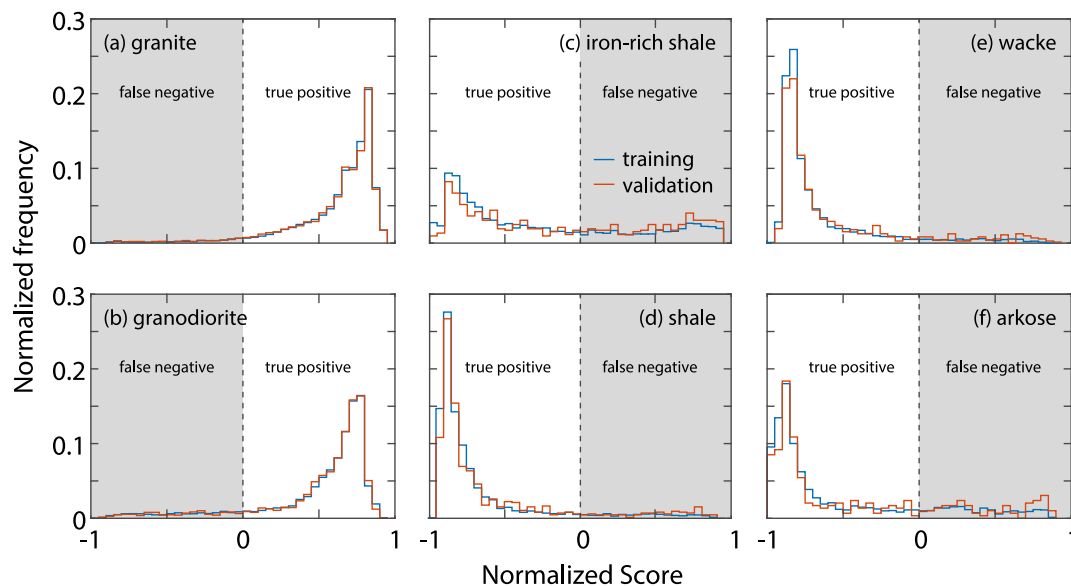 0.3
(a) granite
(c) iron-rich shale
(e) wacke
false negative
true positive
true positive
false negative
true positive
false negative
0.2
training
validation
0.1
0
Normalized frequency
0.3
(b) granodiorite
(d) shale
(f) arkose
false negative
true positive
true positive
false negative
true positive
false negative
0.2
0.1
0
-1
0
1
-1
0
1
-1
0
1
Normalized Score